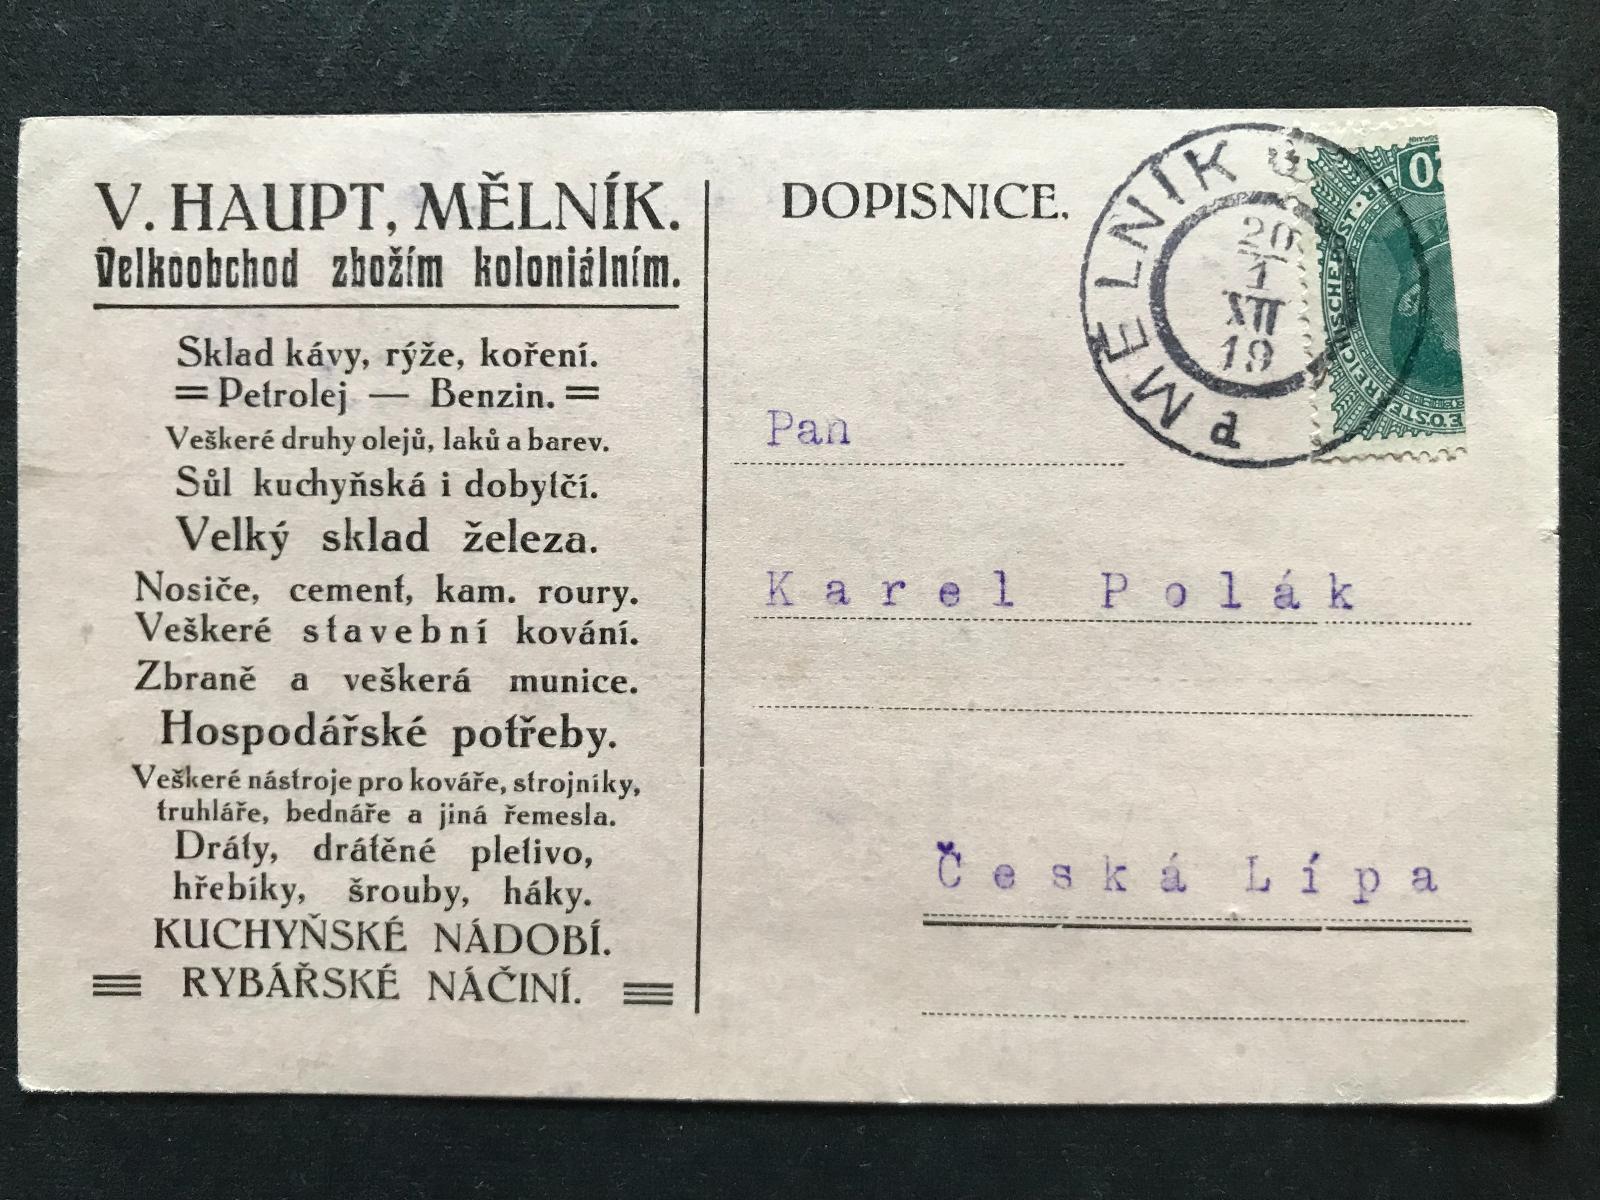 V. HAUPT, MĚLNÍK.
Velkoobchod zbožím koloniálním.
Sklad kávy, rýže, koření.
= Petrolej — Benzin. =
Veškeré druhy olejů, laků a barev.
Sůl kuchyňská i dobytčí.
Velký sklad železa.
Nosiče, cement, kam. roury.
Veškeré stavební kování.
Zbraně a veškerá munice.
Hospodářské potřeby.
Veškeré nástroje pro kováře, strojníky,
truhláře, bednáře a jiná řemesla.
Dráty, drátěné pletivo,
hřebíky, šrouby, háky.
KUCHYŇSKÉ NÁDOBÍ.
RYBÁŘSKÉ NÁČINÍ.
DOPISNICE.
MĚLNÍK
20
1
XII
19
20
Pan
Karel Polák
Česká Lípa